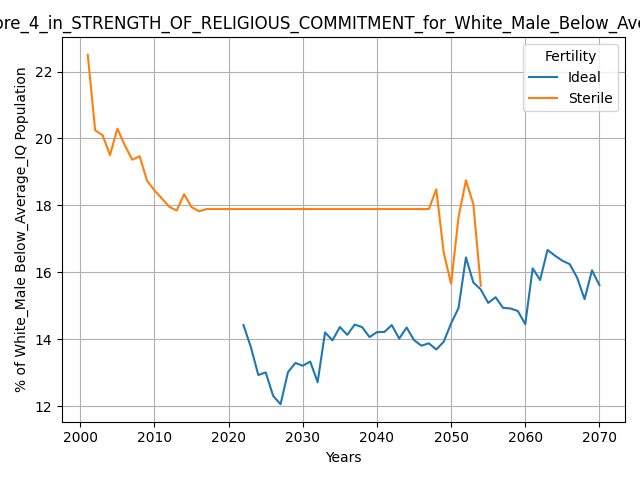 ore_4_in_STRENGTH_OF_RELIGIOUS_COMMITMENT_for_White_Male_Below_Ave
Fertility
Ideal
Sterile
22
20
18
16
14
12
% of White_Male Below_Average_IQ Population
2000 2010 2020 2030 2040 2050 2060 2070
Years